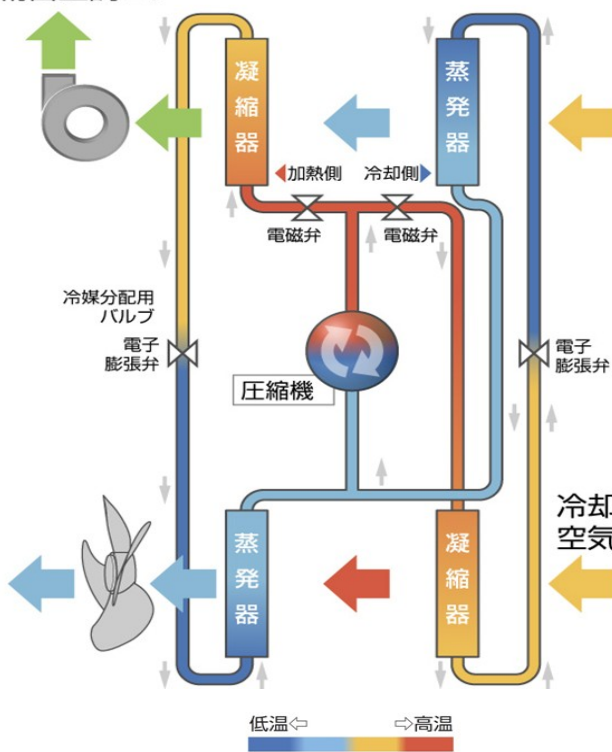 凝縮器
蒸発器
加熱側
冷却側
電磁弁
電磁弁
冷媒分配用
バルブ
電子
膨張弁
電子
膨張弁
圧縮機
冷却
空気
蒸発器
凝縮器
低温⇦
⇨高温